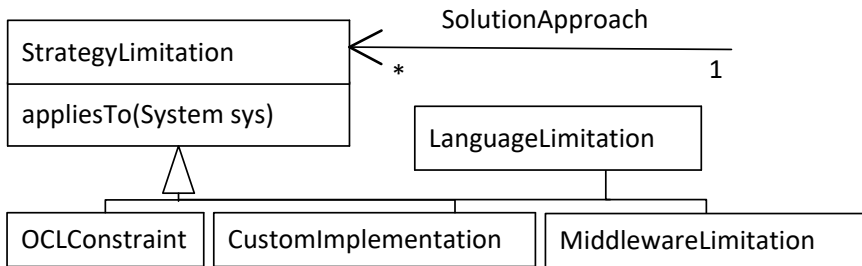 SolutionApproach
StrategyLimitation
* 1
appliesTo(System sys)
LanguageLimitation
OCLConstraint CustomImplementation MiddlewareLimitation